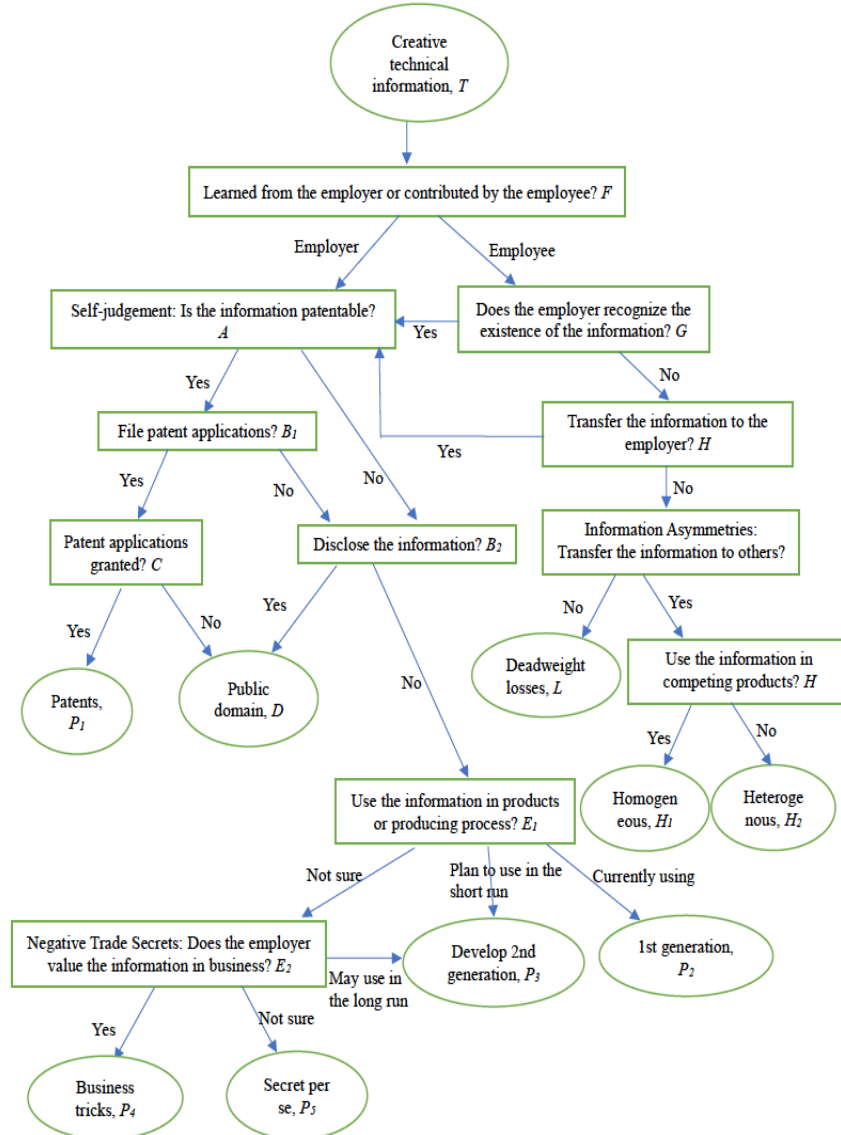 Creative
technical
information, T
Learned from the employer or contributed by the employee? F
Employer
Employee
Self-judgement: Is the information patentable?
A
Yes
Does the employer recognize the
existence of the information? G
Yes
No
File patent applications? B1
Yes
Transfer the information to the
employer? H
Yes
No
No
No
Patent applications
granted? C
Disclose the information? B2
Information Asymmetries:
Transfer the information to others?
Yes
No
Yes
No
Yes
Patents,
P1
Public
domain, D
No
Deadweight
losses, L
Use the information in
competing products? H
Yes
No
Use the information in products
or producing process? E1
Homogen
eous, H1
Heteroge
nous, H2
Not sure
Plan to use in the
short run
Currently using
Negative Trade Secrets: Does the employer
value the information in business? E2
May use in
the long run
Develop 2nd
generation, P3
1st generation,
P2
Yes
Not sure
Business
tricks, P4
Secret per
se, P5